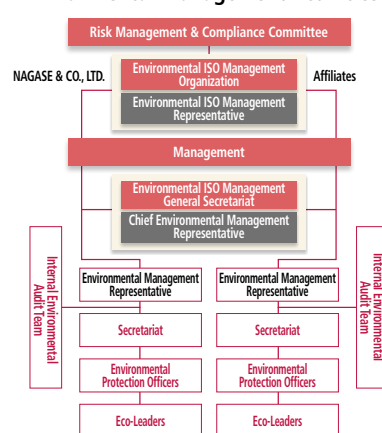 Risk Management & Compliance Committee
NAGASE & CO., LTD.
Environmental ISO Management
Organization
Affiliates
Environmental ISO Management
Representative
Management
Environmental ISO Management
General Secretariat
Chief Environmental Management
Representative
Internal Environmental
Audit Team
Environmental Management
Representative
Environmental Management
Representative
Internal Environmental
Audit Team
Secretariat
Secretariat
Environmental
Protection Officers
Environmental
Protection Officers
Eco-Leaders
Eco-Leaders